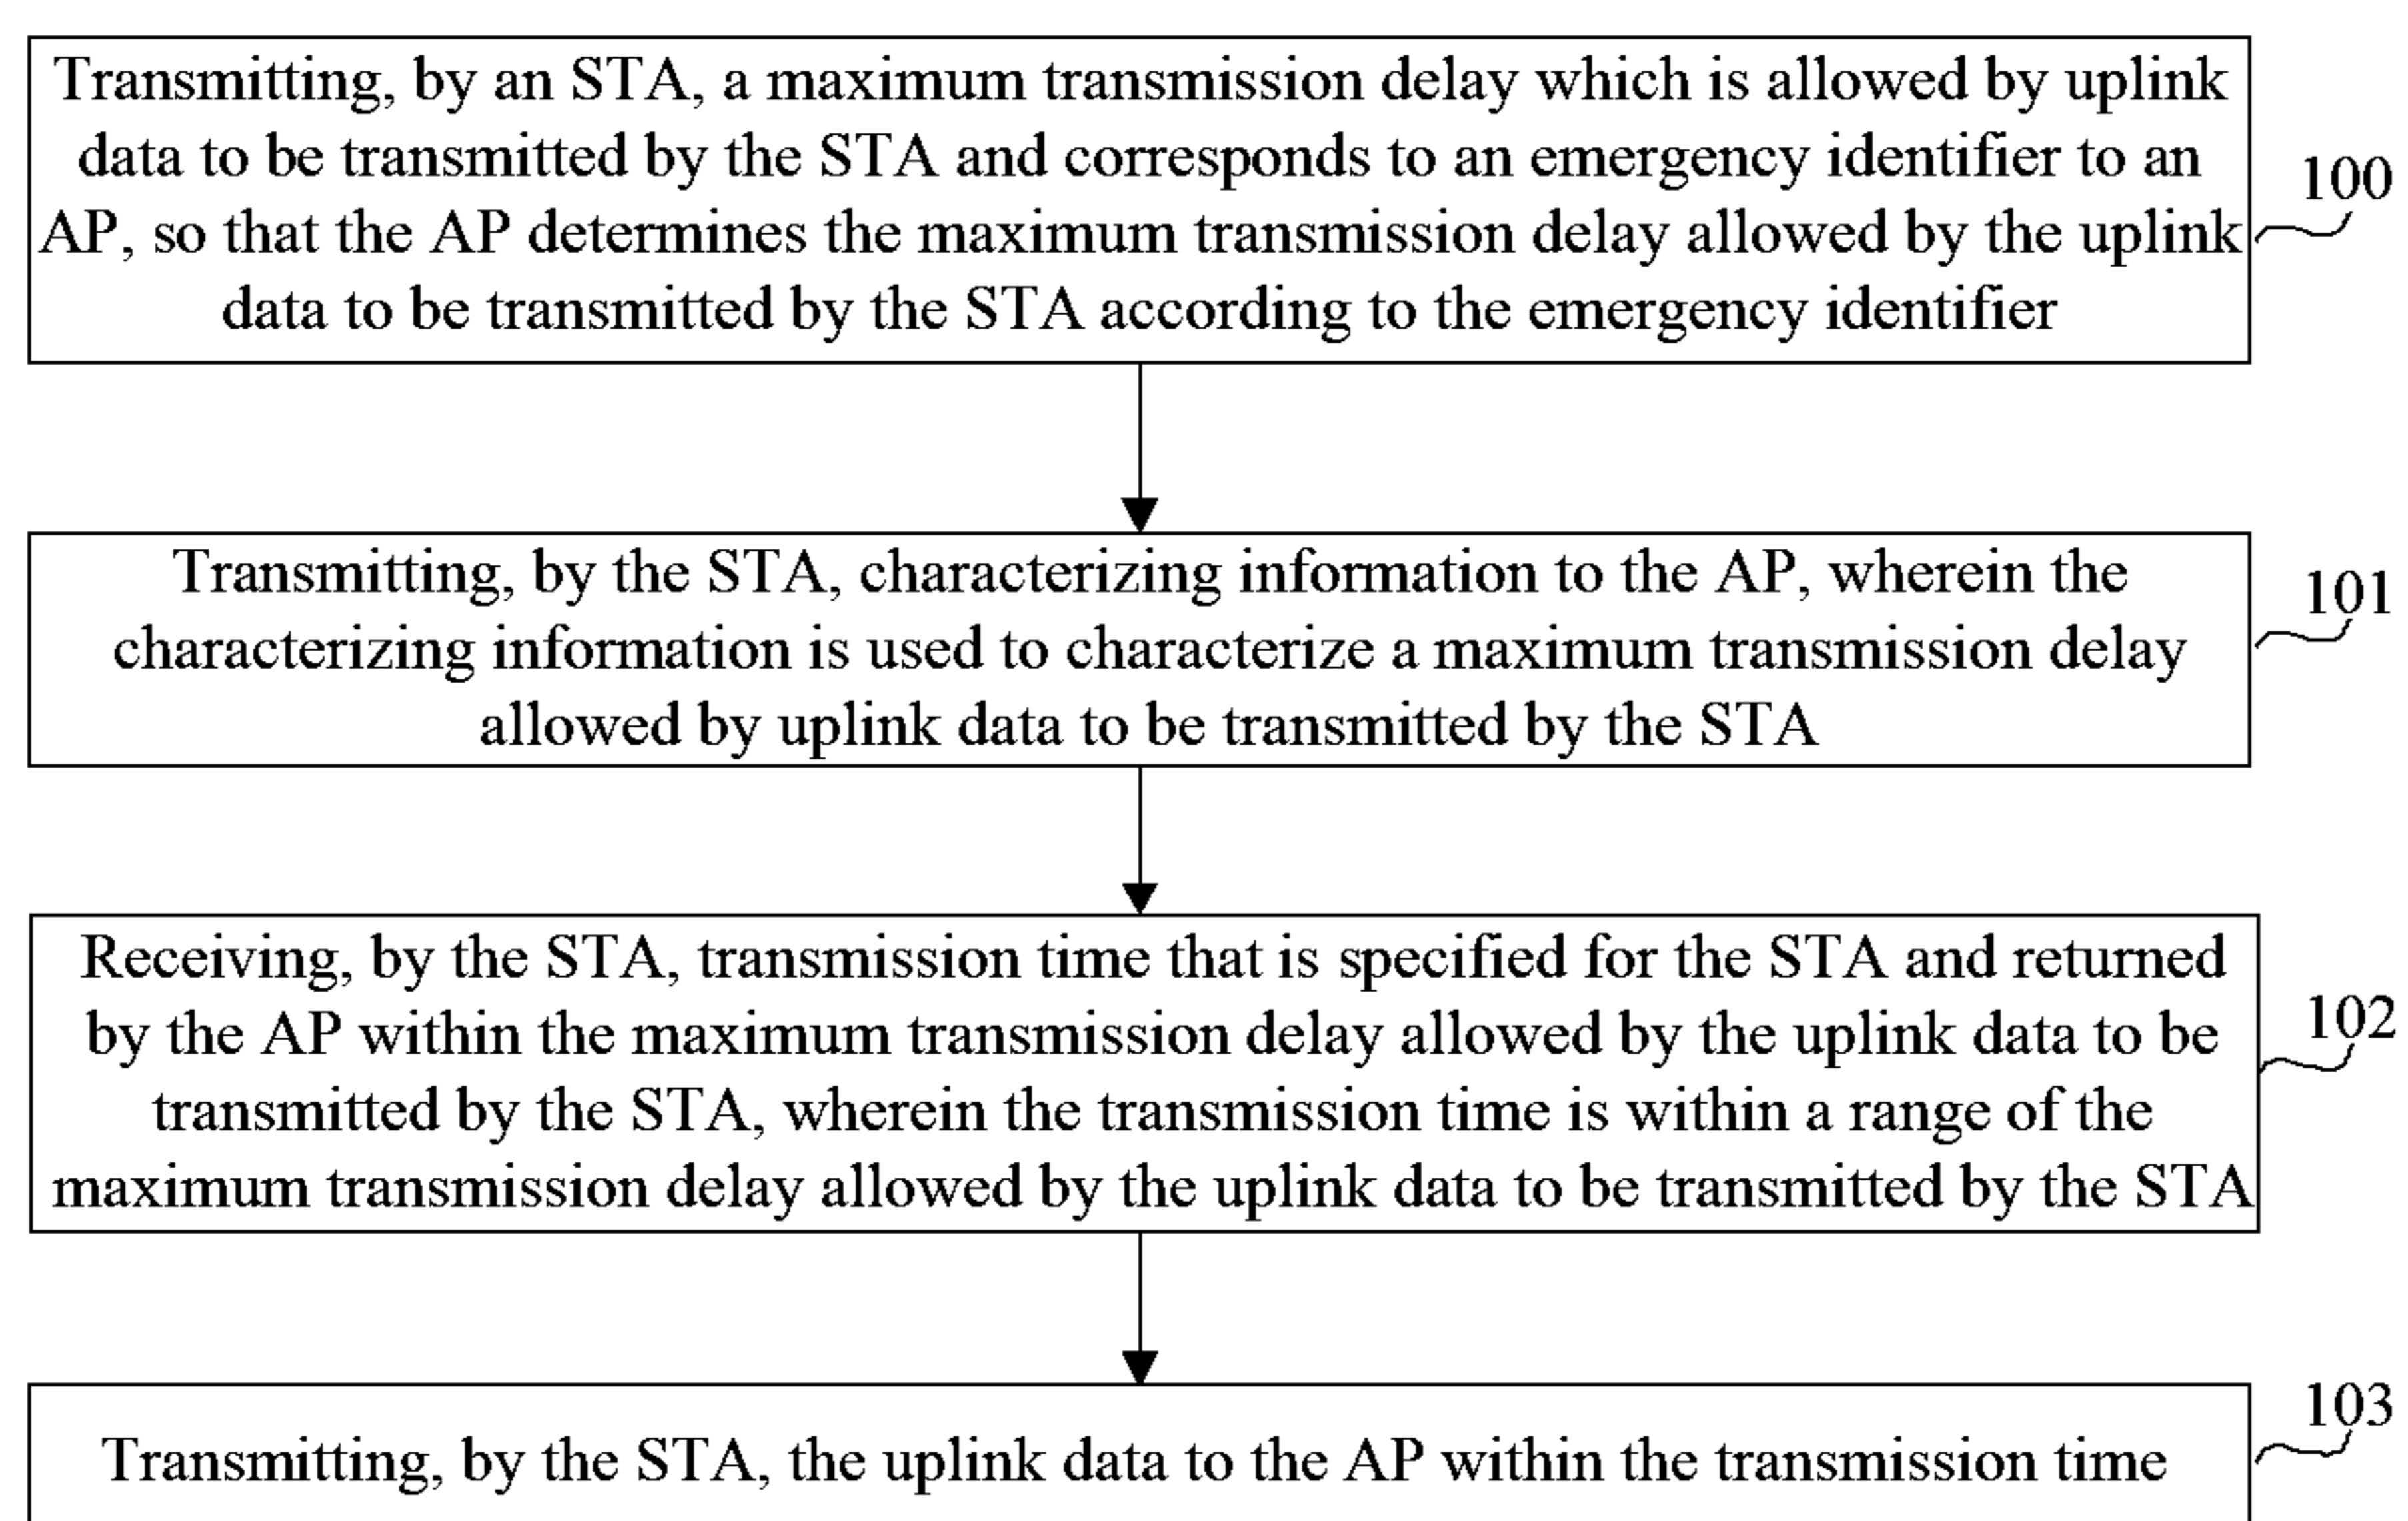 Transmitting, by an STA, a maximum transmission delay which is allowed by uplink
data to be transmitted by the STA and corresponds to an emergency identifier to an
AP, so that the AP determines the maximum transmission delay allowed by the uplink
data to be transmitted by the STA according to the emergency identifier
100
Transmitting, by the STA, characterizing information to the AP, wherein the
characterizing information is used to characterize a maximum transmission delay
allowed by uplink data to be transmitted by the STA
101
Receiving, by the STA, transmission time that is specified for the STA and returned
by the AP within the maximum transmission delay allowed by the uplink data to be
transmitted by the STA, wherein the transmission time is within a range of the
maximum transmission delay allowed by the uplink data to be transmitted by the STA
102
Transmitting, by the STA, the uplink data to the AP within the transmission time
103